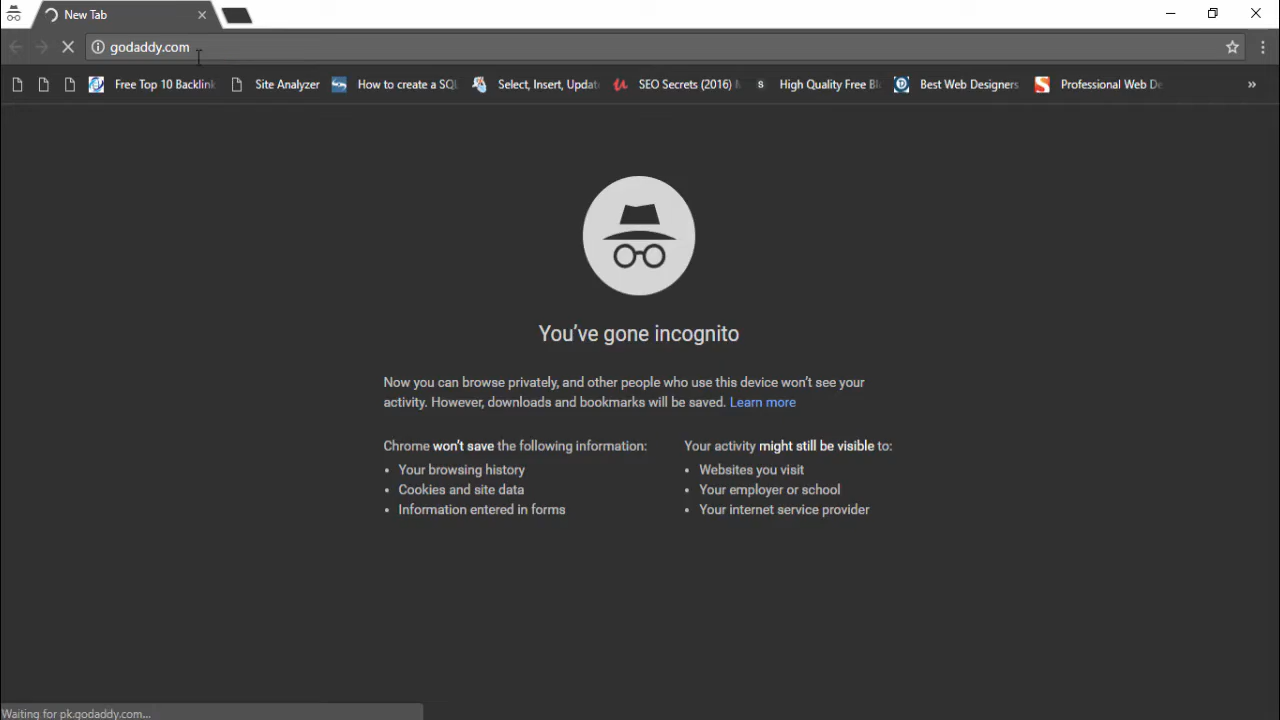 New Tab
godaddy.com
Free Top 10 Backlink
Site Analyzer
How to create a SQL
Select, Insert, Updat
SEO Secrets (2016)
High Quality Free Bl
Best Web Designers
Professional Web De
»
You've gone incognito
Now you can browse privately, and other people who use this device won't see your
activity. However, downloads and bookmarks will be saved. Learn more
Chrome won't save the following information:
• Your browsing history
• Cookies and site data
• Information entered in forms
Your activity might still be visible to:
• Websites you visit
• Your employer or school
• Your internet service provider
Waiting for pk.godaddy.com...